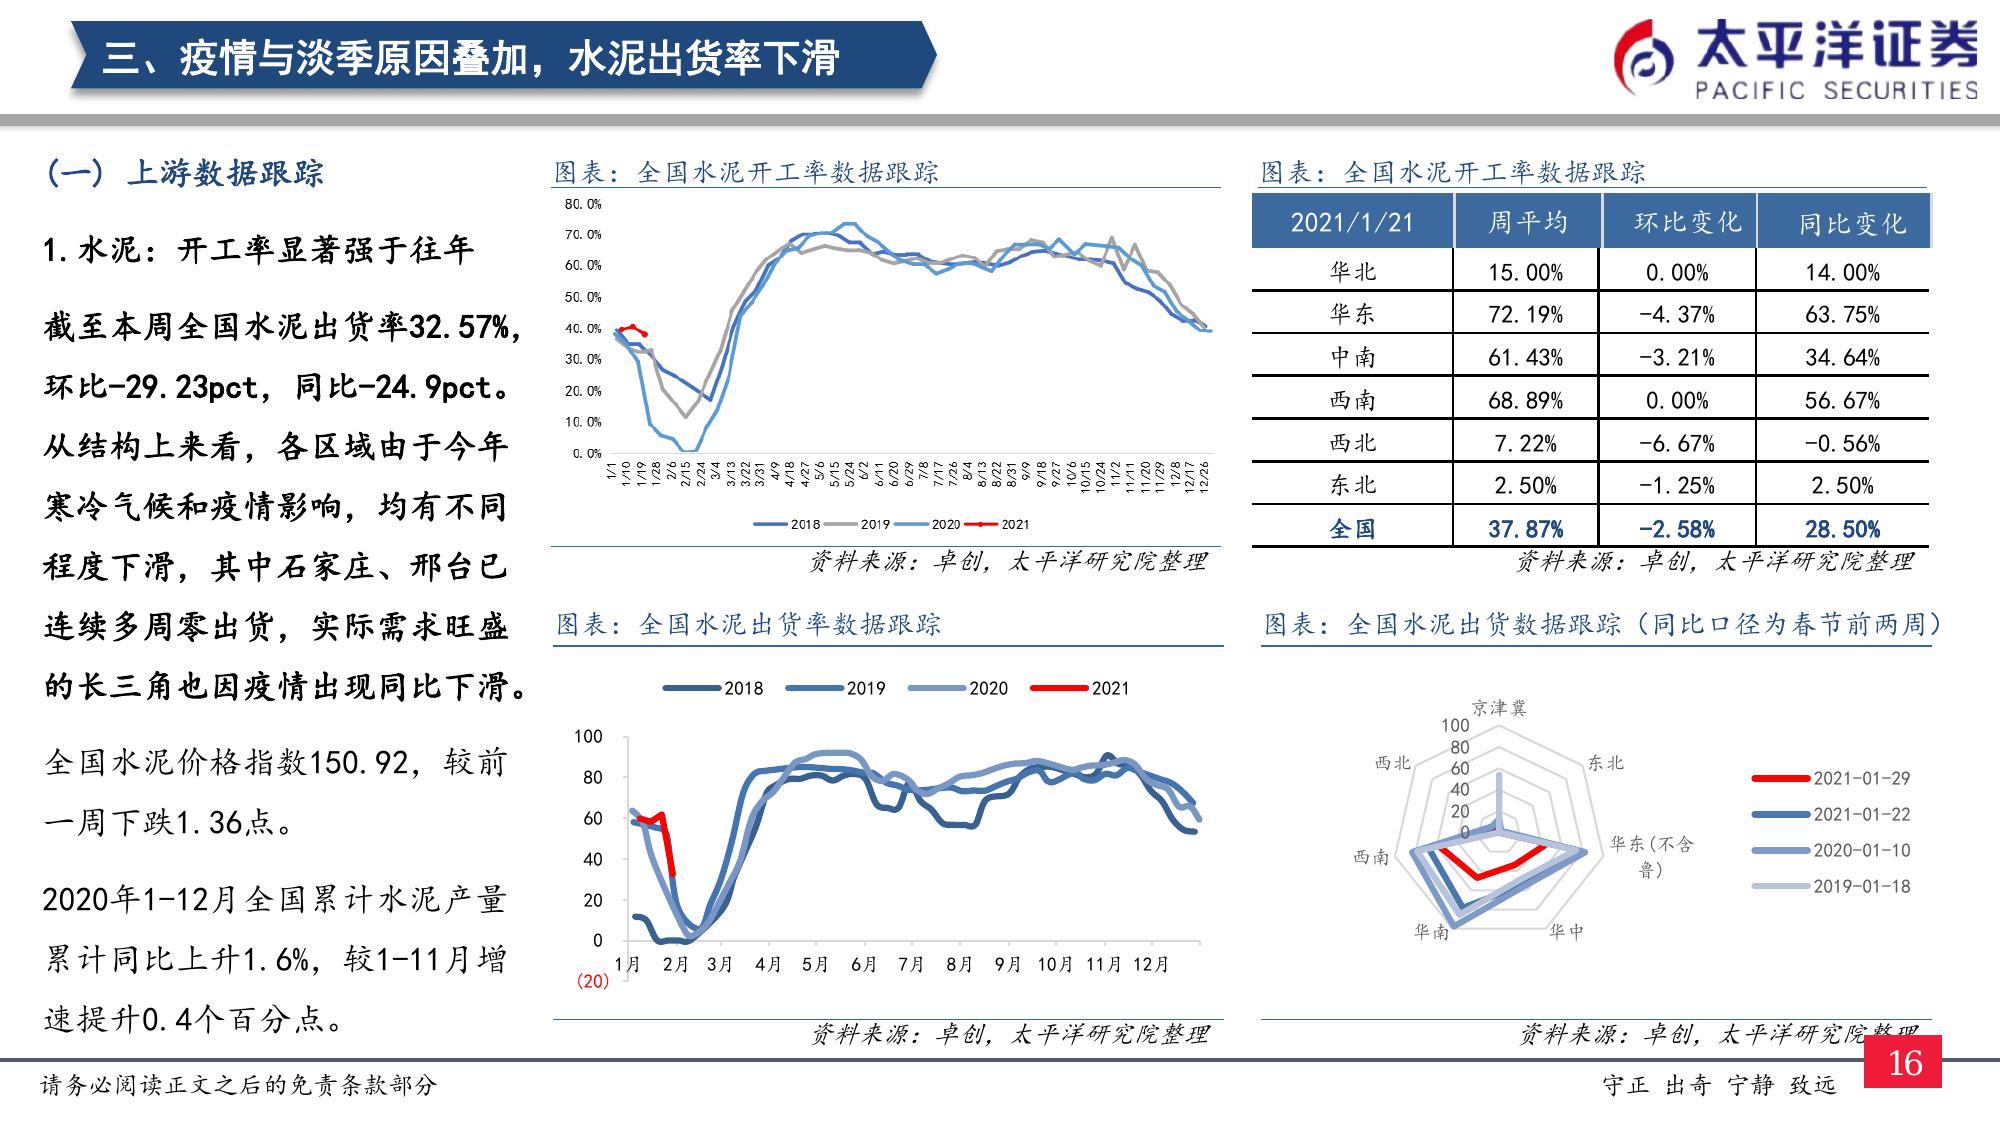 三、疫情与淡季原因叠加，水泥出货率下滑
太平洋证券
PACIFIC SECURITIES
(一) 上游数据跟踪
1.水泥：开工率显著强于往年
截至本周全国水泥出货率32.57%，
环比-29.23pct，同比-24.9pct。
从结构上来看，各区域由于今年
寒冷气候和疫情影响，均有不同
程度下滑，其中石家庄、邢台已
连续多周零出货，实际需求旺盛
的长三角也因疫情出现同比下滑。
全国水泥价格指数150.92，较前
一周下跌1.36点。
2020年1-12月全国累计水泥产量
累计同比上升1.6%，较1-11月增
速提升0.4个百分点。
图表：全国水泥开工率数据跟踪
80.0%
70.0%
60.0%
50.0%
40.0%
30.0%
20.0%
10.0%
0.0%
1/1 1/10 1/19 1/28 2/6 2/15 2/24 3/4 3/13 3/22 3/31 4/9 4/18 4/27 5/6 5/15 5/24 6/2 6/11 6/20 6/29 7/8 7/17 7/26 8/4 8/13 8/22 8/31 9/9 9/18 9/27 10/6 10/15 10/24 11/2 11/11 11/20 11/29 12/8 12/17 12/26
2018 2019 2020 2021
资料来源：卓创，太平洋研究院整理
图表：全国水泥开工率数据跟踪
2021/1/21 周平均 环比变化 同比变化
华北 15.00% 0.00% 14.00%
华东 72.19% -4.37% 63.75%
中南 61.43% -3.21% 34.64%
西南 68.89% 0.00% 56.67%
西北 7.22% -6.67% -0.56%
东北 2.50% -1.25% 2.50%
全国 37.87% -2.58% 28.50%
资料来源：卓创，太平洋研究院整理
图表：全国水泥出货率数据跟踪
2018 2019 2020 2021
100
80
60
40
20
0
(20)
1月 2月 3月 4月 5月 6月 7月 8月 9月 10月 11月 12月
资料来源：卓创，太平洋研究院整理
图表：全国水泥出货数据跟踪（同比口径为春节前两周）
京津冀
东北
华东(不含
鲁)
华中
华南
西南
西北
100
80
60
40
20
0
2021-01-29
2021-01-22
2020-01-10
2019-01-18
资料来源：卓创，太平洋研究院整理
请务必阅读正文之后的免责条款部分
守正 出奇 宁静 致远
16